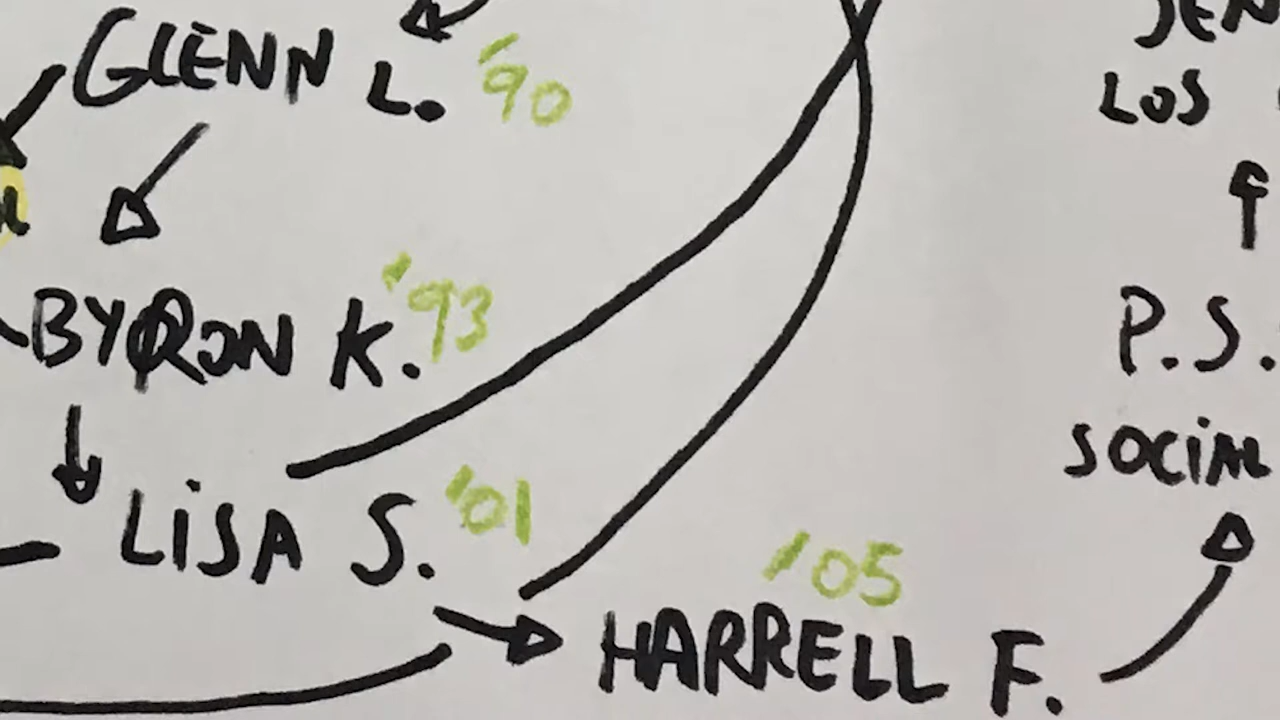 GLENN L. '90
BYRON K. '93
LiSA S. '01
HARRELL F. '05
LOS
P.S.
SOCiAL